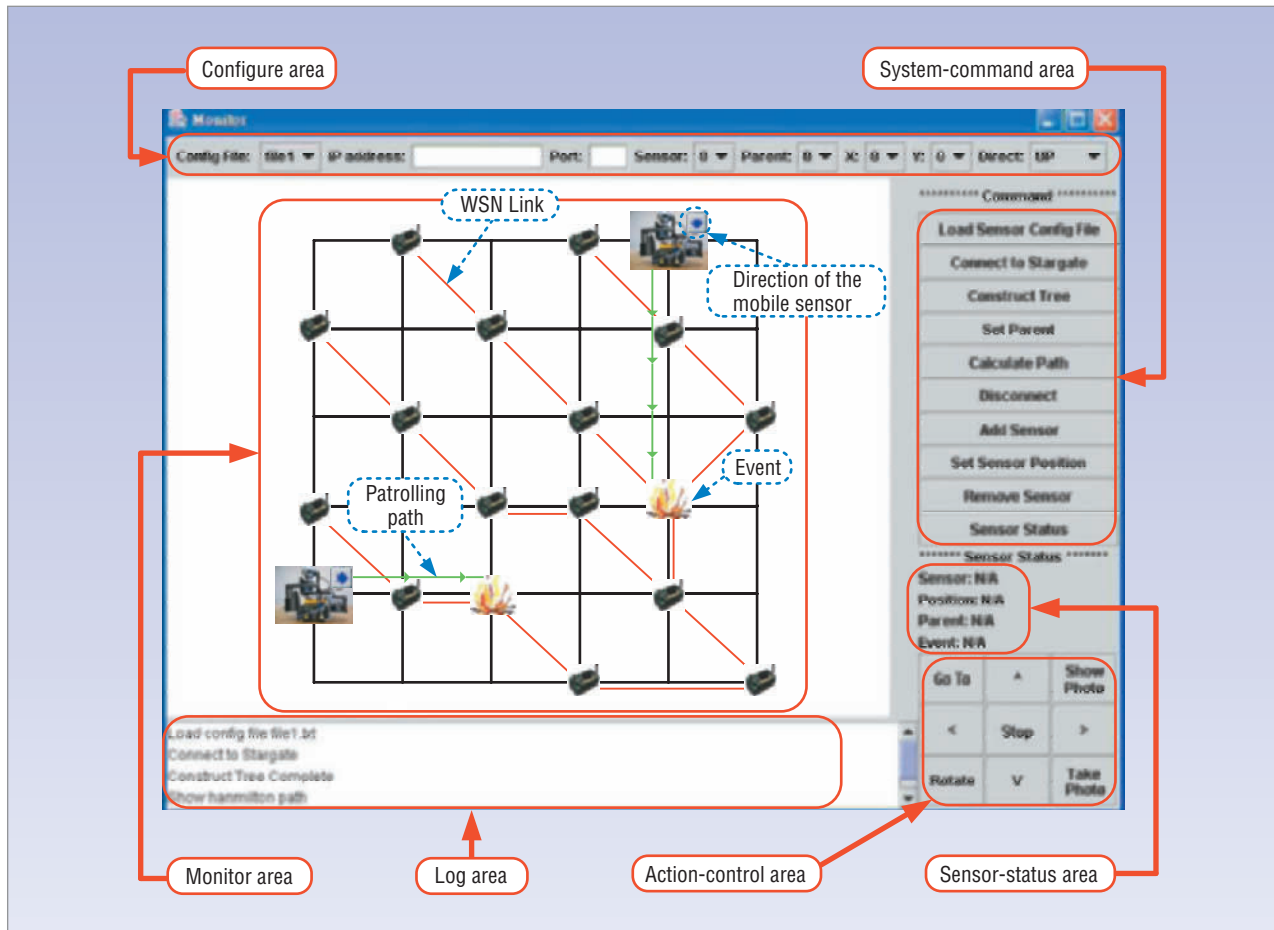 Configure area
System-command area
Monitor
Config File: file1 IP address: Port: Sensor: 0 Parent: 0 X: 0 Y: 0 Direct: UP
********** Command **********
Load Sensor Config File
Connect to Stargate
Construct Tree
Set Parent
Calculate Path
Disconnect
Add Sensor
Set Sensor Position
Remove Sensor
Sensor Status
WSN Link
Direction of the
mobile sensor
Event
Patrolling
path
******* Sensor Status *******
Sensor: N/A
Position: N/A
Parent: N/A
Event: N/A
Go To ^ Show Photo
< Stop >
Rotate V Take Photo
Load config file file1.txt
Connect to Stargate
Construct Tree Complete
Show hanmilton path
Monitor area
Log area
Action-control area
Sensor-status area